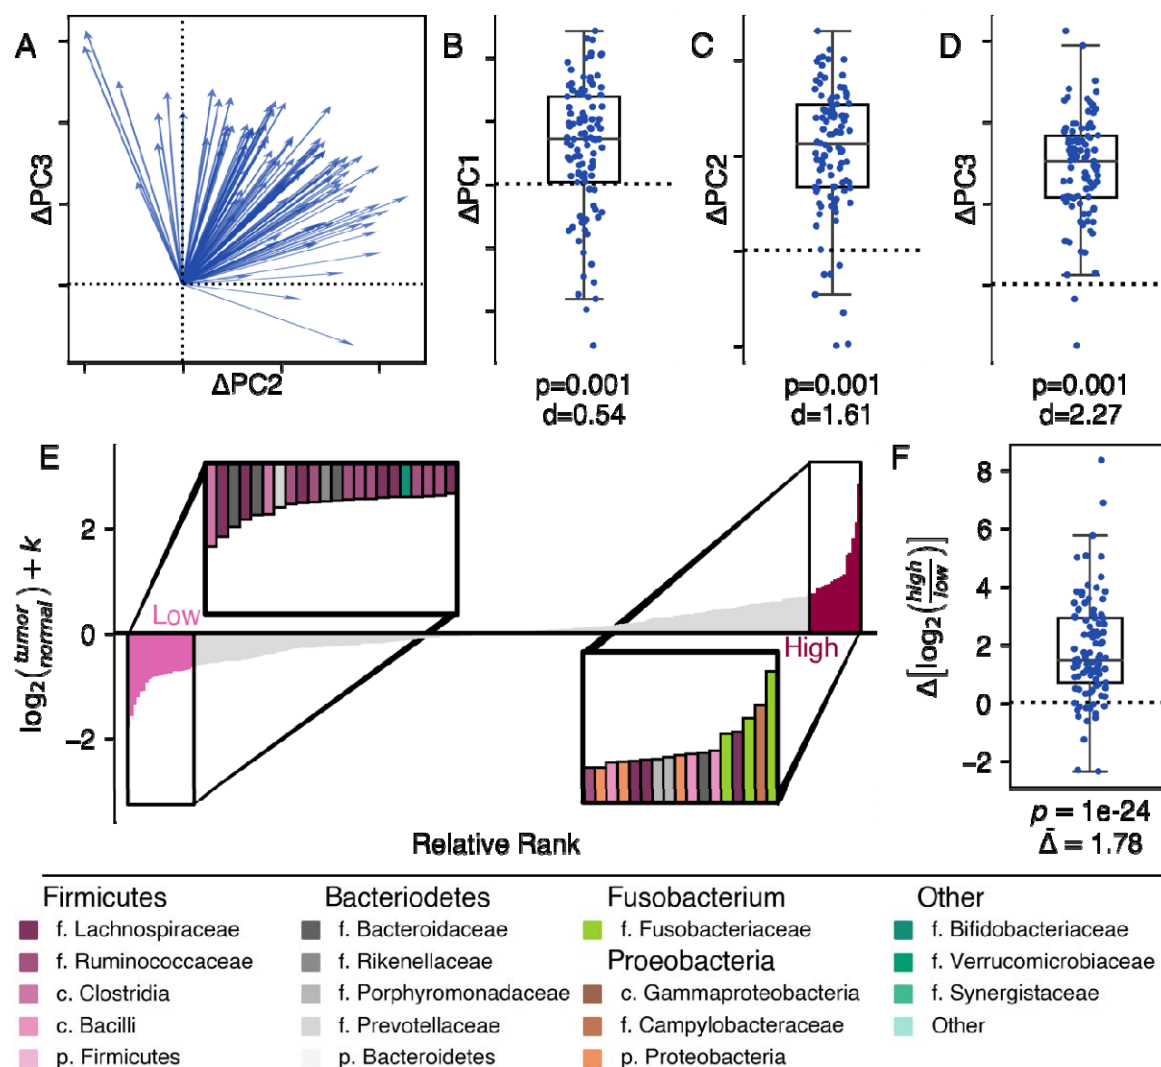 A
ΔPC3
ΔPC2
B
ΔPC1
p=0.001
d=0.54
C
ΔPC2
p=0.001
d=1.61
D
ΔPC3
p=0.001
d=2.27
E
log₂(tumor/normal) + k
2
0
−2
Low
High
Relative Rank
F
Δ[log₂(high/low)]
8
6
4
2
0
−2
p = 1e-24
Δ̄ = 1.78
Firmicutes
f. Lachnospiraceae
f. Ruminococcaceae
c. Clostridia
c. Bacilli
p. Firmicutes
Bacteriodetes
f. Bacteroidaceae
f. Rikenellaceae
f. Porphyromonadaceae
f. Prevotellaceae
p. Bacteroidetes
Fusobacterium
f. Fusobacteriaceae
Proeobacteria
c. Gammaproteobacteria
f. Campylobacteraceae
p. Proteobacteria
Other
f. Bifidobacteriaceae
f. Verrucomicrobiaceae
f. Synergistaceae
Other